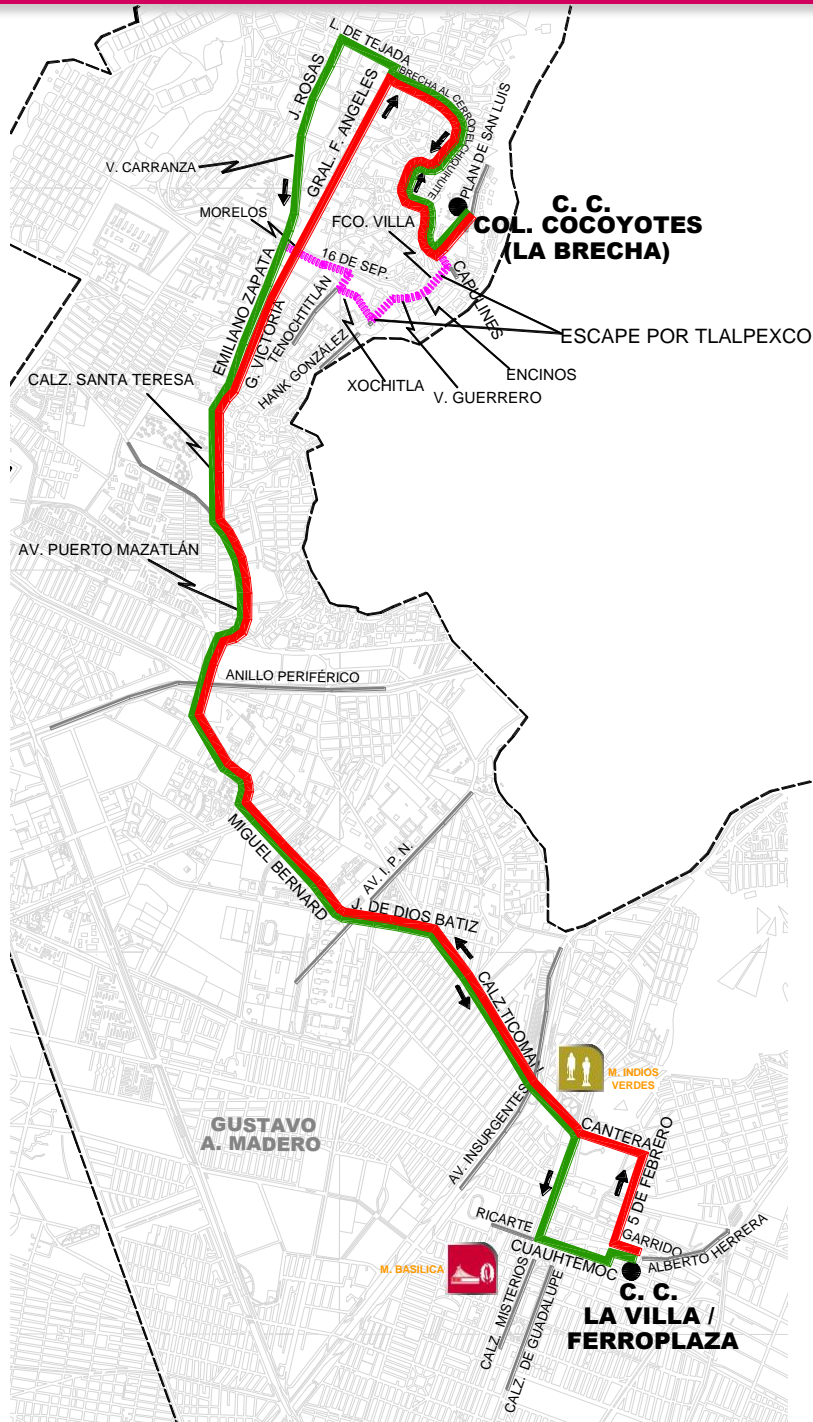 L. DE TEJADA
J. ROSAS
BRECHA AL CERRO DEL CHIQUIHUITE
GRAL. F. ANGELES
PLAN DE SAN LUIS
V. CARRANZA
MORELOS
FCO. VILLA
C. C.
COL. COCOYOTES
(LA BRECHA)
16 DE SEP.
CAPULINES
EMILIANO ZAPATA
G. VICTORIA
TENOCHTITLÁN
HANK GONZÁLEZ
ESCAPE POR TLALPEXCO
ENCINOS
XOCHITLA
V. GUERRERO
CALZ. SANTA TERESA
AV. PUERTO MAZATLÁN
ANILLO PERIFÉRICO
MIGUEL BERNARD
AV. I. P. N.
J. DE DIOS BATIZ
CALZ.TICOMAN
M. INDIOS
VERDES
AV. INSURGENTES
GUSTAVO
A. MADERO
CANTERA
5 DE FEBRERO
RICARTE
GARRIDO
ALBERTO HERRERA
CUAUHTEMOC
M. BASILICA
CALZ. MISTERIOS
CALZ. DE GUADALUPE
C. C.
LA VILLA /
FERROPLAZA